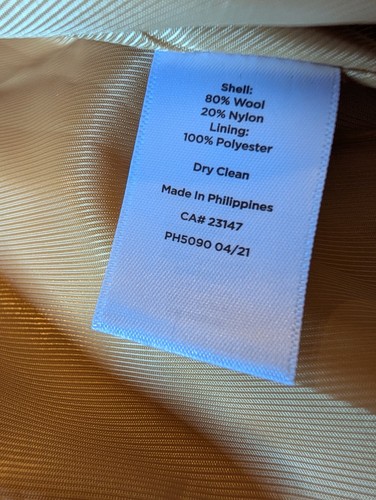 Shell:
80% Wool
20% Nylon
Lining:
100% Polyester
Dry Clean
Made In Philippines
CA# 23147
PH5090 04/21